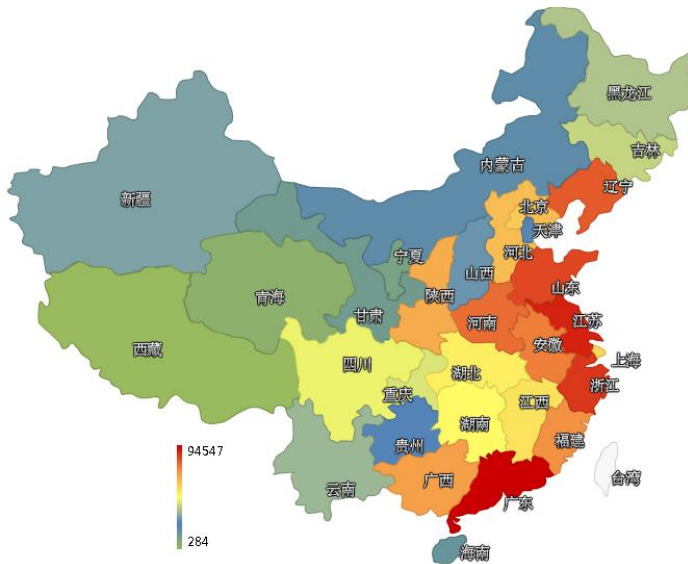 黑龙江
吉林
内蒙古
辽宁
新疆
北京
天津
宁夏
山西
河北
山东
青海
陕西
甘肃
河南
江苏
西藏
安徽
四川
湖北
上海
重庆
浙江
江西
湖南
贵州
福建
94547
广西
台湾
云南
广东
284
海南